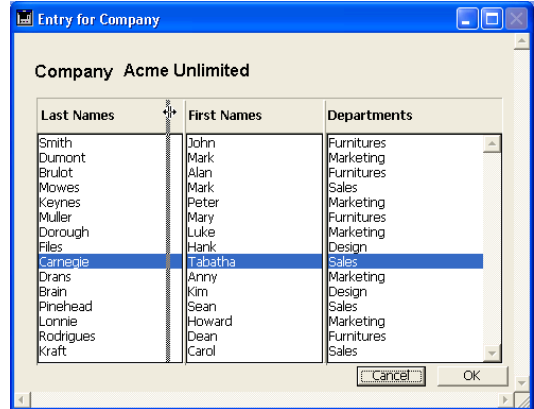 Entry for Company
Company Acme Unlimited
Last Names First Names Departments
Smith John Furnitures
Dumont Mark Marketing
Brulot Alan Furnitures
Mowes Mark Sales
Keynes Peter Marketing
Muller Mary Furnitures
Dorough Luke Marketing
Files Hank Design
Carnegie Tabatha Sales
Drans Anny Marketing
Brain Kim Design
Pinehead Sean Sales
Lonnie Howard Marketing
Rodrigues Dean Furnitures
Kraft Carol Sales
Cancel OK